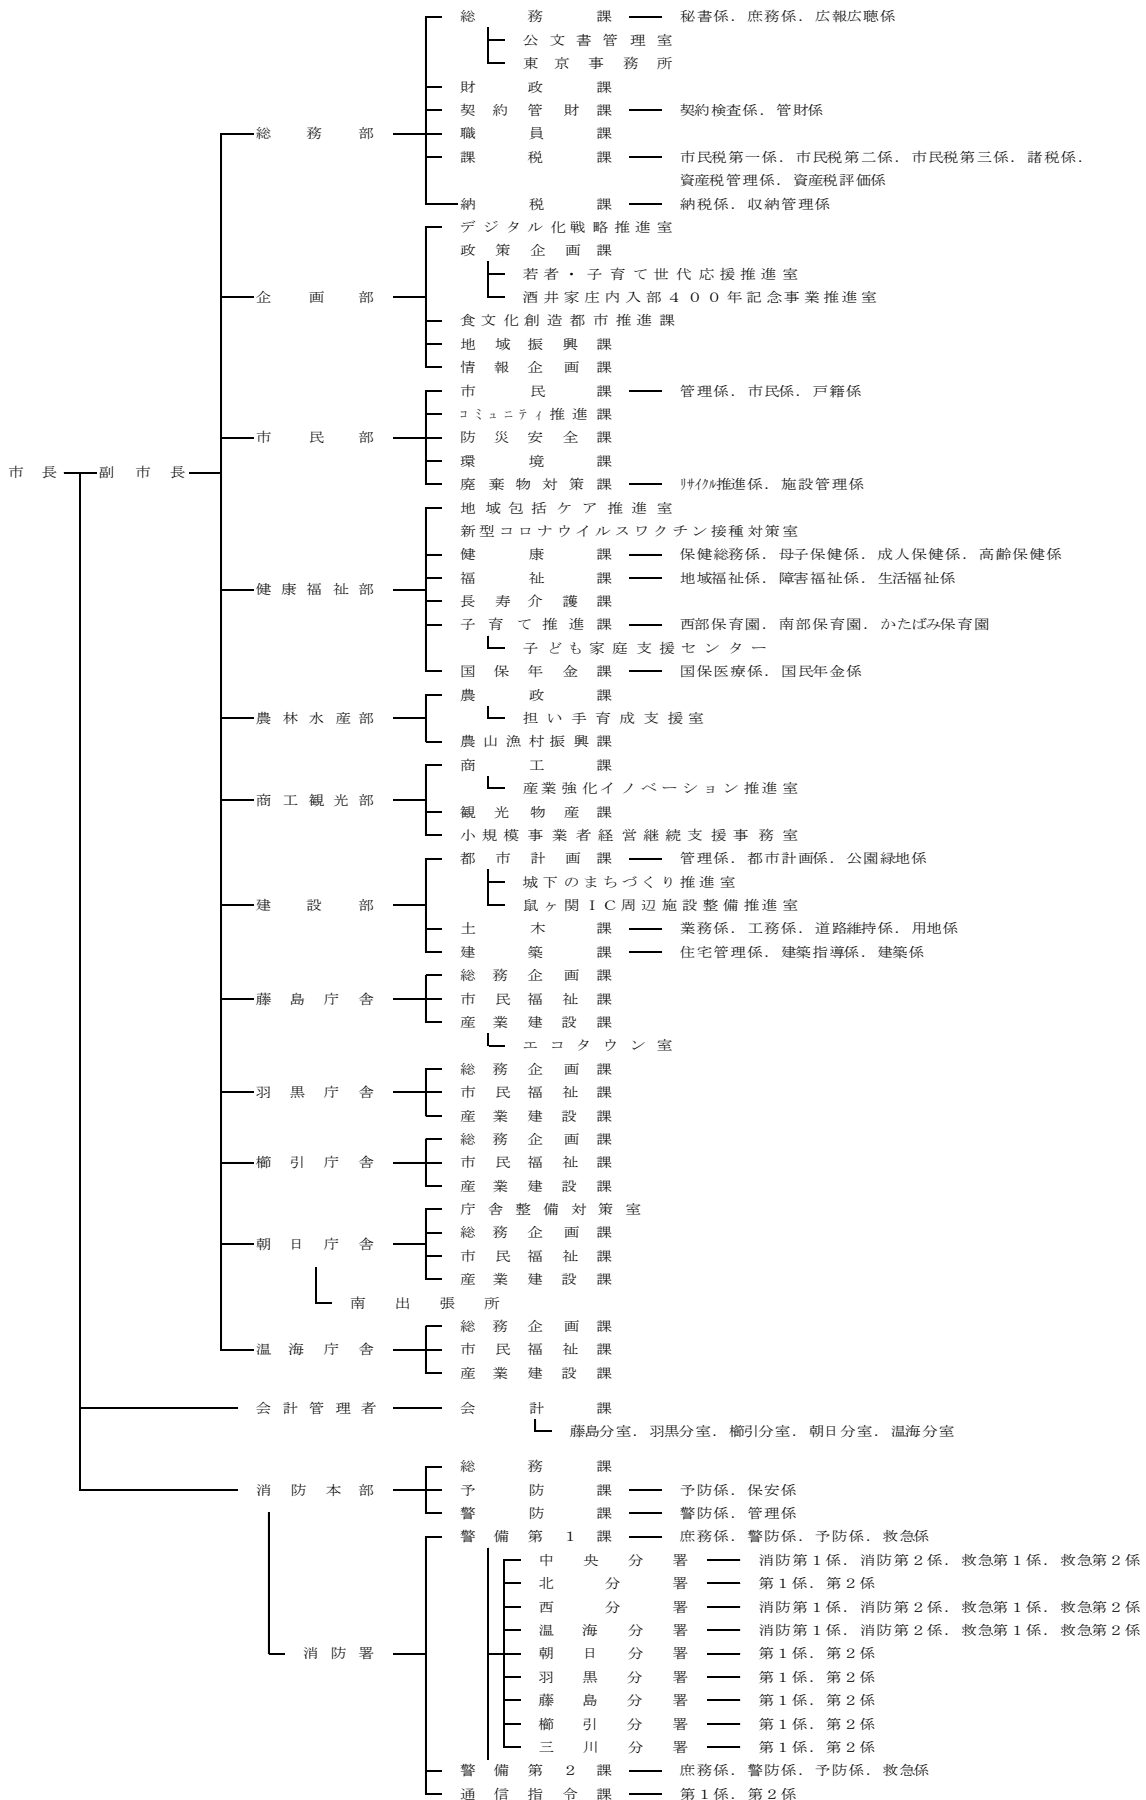 総務課 秘書係．庶務係．広報広聴係
公文書管理室
東京事務所
財政課
契約管財課 契約検査係．管財係
総務部 職員課
課税課 市民税第一係．市民税第二係．市民税第三係．諸税係．
資産税管理係．資産税評価係
納税課 納税係．収納管理係
デジタル化戦略推進室
政策企画課
若者・子育て世代応援推進室
企画部 酒井家庄内入部４００年記念事業推進室
食文化創造都市推進課
地域振興課
情報企画課
市民課 管理係．市民係．戸籍係
コミュニティ推進課
市民部 防災安全課
環境課
市長 副市長
廃棄物対策課 ﾘｻｲｸﾙ推進係．施設管理係
地域包括ケア推進室
新型コロナウイルスワクチン接種対策室
健康課 保健総務係．母子保健係．成人保健係．高齢保健係
福祉課 地域福祉係．障害福祉係．生活福祉係
健康福祉部
長寿介護課
子育て推進課 西部保育園．南部保育園．かたばみ保育園
子ども家庭支援センター
国保年金課 国保医療係．国民年金係
農政課
農林水産部 担い手育成支援室
農山漁村振興課
商工課
産業強化イノベーション推進室
商工観光部
観光物産課
小規模事業者経営継続支援事務室
都市計画課 管理係．都市計画係．公園緑地係
城下のまちづくり推進室
建設部 鼠ヶ関ＩＣ周辺施設整備推進室
土木課 業務係．工務係．道路維持係．用地係
建築課 住宅管理係．建築指導係．建築係
総務企画課
藤島庁舎 市民福祉課
産業建設課
エコタウン室
総務企画課
羽黒庁舎 市民福祉課
産業建設課
総務企画課
櫛引庁舎 市民福祉課
産業建設課
庁舎整備対策室
総務企画課
朝日庁舎
市民福祉課
産業建設課
南出張所
総務企画課
温海庁舎 市民福祉課
産業建設課
会計管理者 会計課
藤島分室．羽黒分室．櫛引分室．朝日分室．温海分室
総務課
消防本部 予防課 予防係．保安係
警防課 警防係．管理係
警備第１課 庶務係．警防係．予防係．救急係
中央分署 消防第１係．消防第２係．救急第１係．救急第２係
北分署 第１係．第２係
西分署 消防第１係．消防第２係．救急第１係．救急第２係
温海分署 消防第１係．消防第２係．救急第１係．救急第２係
消防署 朝日分署 第１係．第２係
羽黒分署 第１係．第２係
藤島分署 第１係．第２係
櫛引分署 第１係．第２係
三川分署 第１係．第２係
警備第２課 庶務係．警防係．予防係．救急係
通信指令課 第１係．第２係